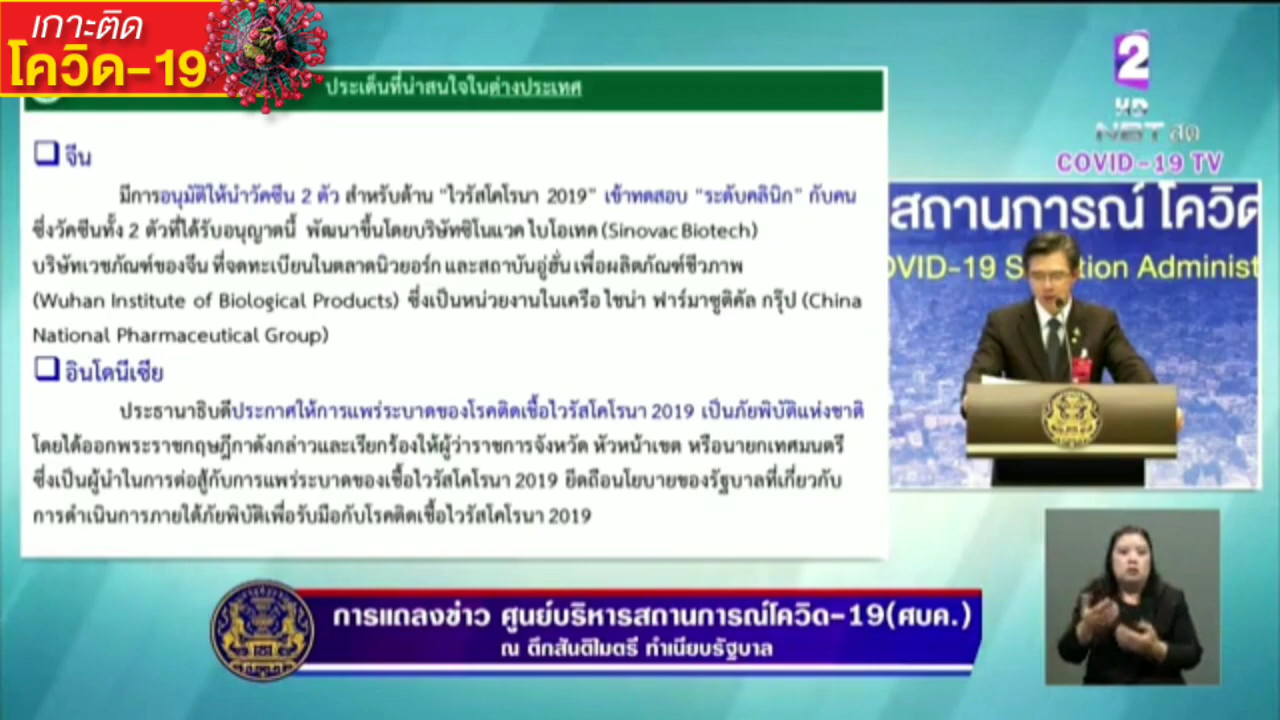 เกาะติด
โควิด-19
ประเด็นที่น่าสนใจในต่างประเทศ
จีน
มีการอนุมัติให้นำวัคซีน 2 ตัว สำหรับต้าน "ไวรัสโคโรนา 2019" เข้าทดสอบ "ระดับคลินิก" กับคน
ซึ่งวัคซีนทั้ง 2 ตัวที่ได้รับอนุญาตนี้ พัฒนาขึ้นโดยบริษัทซิโนแวค ไบโอเทค (Sinovac Biotech)
บริษัทเวชภัณฑ์ของจีน ที่จดทะเบียนในตลาดนิวยอร์ก และสถาบันอู่ฮั่น เพื่อผลิตภัณฑ์ชีวภาพ
(Wuhan Institute of Biological Products) ซึ่งเป็นหน่วยงานในเครือ ไชน่า ฟาร์มาซูติคัล กรุ๊ป (China
National Pharmaceutical Group)
อินโดนีเซีย
ประธานาธิบดีประกาศให้การแพร่ระบาดของโรคติดเชื้อไวรัสโคโรนา 2019 เป็นภัยพิบัติแห่งชาติ
โดยได้ออกพระราชกฤษฎีกาดังกล่าวและเรียกร้องให้ผู้ว่าราชการจังหวัด หัวหน้าเขต หรือนายกเทศมนตรี
ซึ่งเป็นผู้นำในการต่อสู้กับการแพร่ระบาดของเชื้อไวรัสโคโรนา 2019 ยึดถือนโยบายของรัฐบาลที่เกี่ยวกับ
การดำเนินการภายใต้ภัยพิบัติเพื่อรับมือกับโรคติดเชื้อไวรัสโคโรนา 2019
2
HD
NBT สด
COVID-19 TV
สถานการณ์ โควิด
OVID-19 S tion Administ
การแถลงข่าว ศูนย์บริหารสถานการณ์โควิด-19(ศบค.)
ณ ตึกสันติไมตรี ทำเนียบรัฐบาล